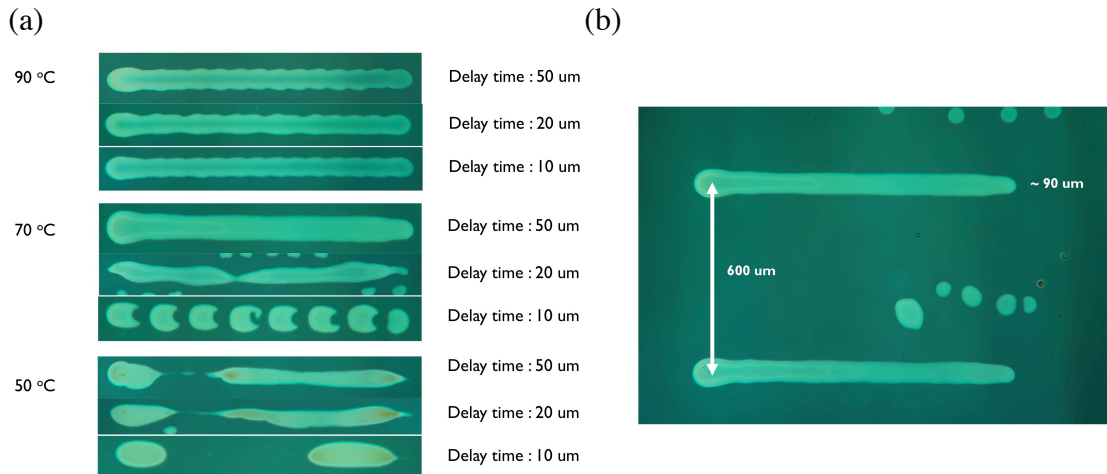 (a)
(b)
90 °C
Delay time : 50 um
Delay time : 20 um
Delay time : 10 um
70 °C
Delay time : 50 um
Delay time : 20 um
Delay time : 10 um
50 °C
Delay time : 50 um
Delay time : 20 um
Delay time : 10 um
~ 90 um
600 um